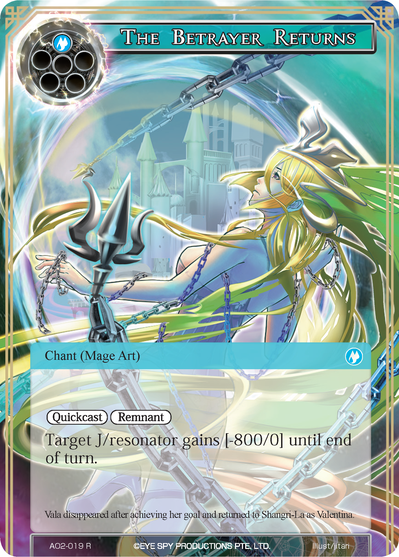 The Betrayer Returns
Chant (Mage Art)
Quickcast Remnant
Target J/resonator gains [-800/0] until end
of turn.
Vala disappeared after achieving her goal and returned to Shangri-La as Valentina.
A02-019 R ©EYE SPY PRODUCTIONS PTE, LTD. Illust/stan